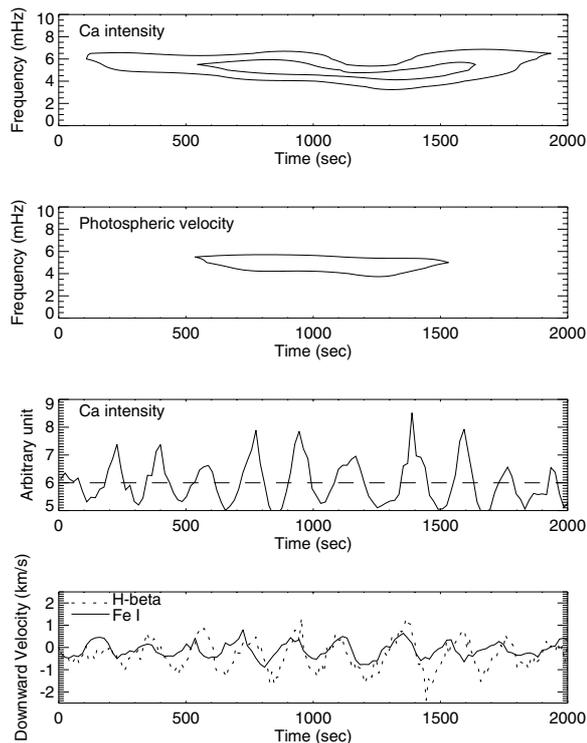 Ca intensity
Frequency (mHz)
10
8
6
4
2
0
0 500 1000 1500 2000
Time (sec)
Photospheric velocity
Frequency (mHz)
10
8
6
4
2
0
0 500 1000 1500 2000
Time (sec)
Ca intensity
Arbitrary unit
9
8
7
6
5
0 500 1000 1500 2000
Time (sec)
H-beta
Fe I
Downward Velocity (km/s)
2
1
0
-1
-2
0 500 1000 1500 2000
Time (sec)